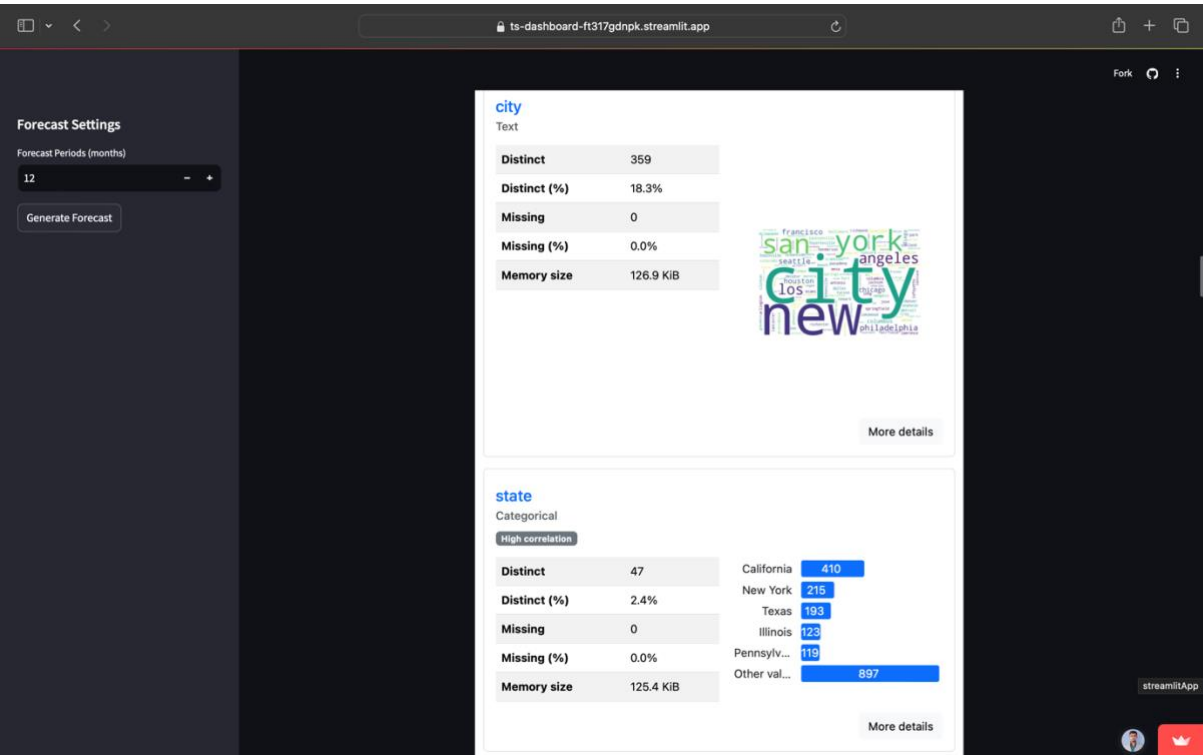 ts-dashboard-ft317gdnpk.streamlit.app
Fork
Forecast Settings
Forecast Periods (months)
12 - +
Generate Forecast
city
Text
Distinct 359
Distinct (%) 18.3%
Missing 0
Missing (%) 0.0%
Memory size 126.9 KiB
francisco
san york
seattle angeles
city
houston
los chicago
new
philadelphia
More details
state
Categorical
High correlation
Distinct 47
Distinct (%) 2.4%
Missing 0
Missing (%) 0.0%
Memory size 125.4 KiB
California 410
New York 215
Texas 193
Illinois 123
Pennsylv... 119
Other val... 897
More details
streamlitApp